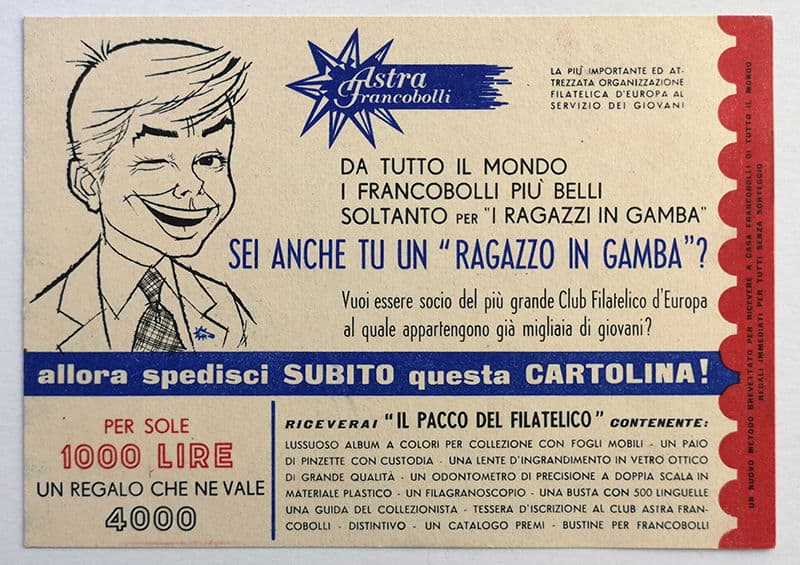 Astra
Francobolli
LA PIÙ IMPORTANTE ED AT-
TREZZATA ORGANIZZAZIONE
FILATELICA D'EUROPA AL
SERVIZIO DEI GIOVANI
DA TUTTO IL MONDO
I FRANCOBOLLI PIÙ BELLI
SOLTANTO PER "I RAGAZZI IN GAMBA"
SEI ANCHE TU UN "RAGAZZO IN GAMBA"?
Vuoi essere socio del più grande Club Filatelico d'Europa
al quale appartengono già migliaia di giovani?
allora spedisci SUBITO questa CARTOLINA!
PER SOLE
1000 LIRE
UN REGALO CHE NE VALE
4000
RICEVERAI "IL PACCO DEL FILATELICO" CONTENENTE:
LUSSUOSO ALBUM A COLORI PER COLLEZIONE CON FOGLI MOBILI - UN PAIO
DI PINZETTE CON CUSTODIA - UNA LENTE D'INGRANDIMENTO IN VETRO OTTICO
DI GRANDE QUALITÀ - UN ODONTOMETRO DI PRECISIONE A DOPPIA SCALA IN
MATERIALE PLASTICO - UN FILAGRANOSCOPIO - UNA BUSTA CON 500 LINGUELLE
UNA GUIDA DEL COLLEZIONISTA - TESSERA D'ISCRIZIONE AL CLUB ASTRA FRAN-
COBOLLI - DISTINTIVO - UN CATALOGO PREMI - BUSTINE PER FRANCOBOLLI
UN NUOVO METODO BREVETTATO PER RICEVERE A CASA FRANCOBOLLI DI TUTTO IL MONDO
REGALI IMMEDIATI PER TUTTI SENZA SORTEGGIO